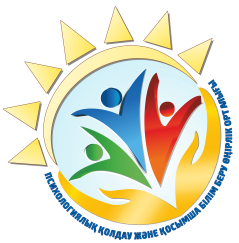 ПСИХОЛОГИЯЛЫҚ ҚОЛДАУ ЖӘНЕ ҚОСЫМША БІЛІМ БЕРУ ӨҢІРЛІК ОРТАЛЫҒЫ